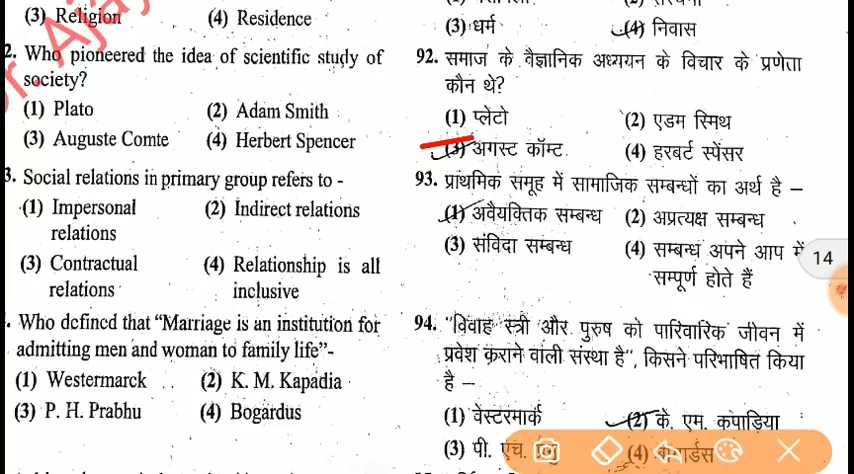 (3) Religion (4) Residence
2. Who pioneered the idea of scientific study of
society?
(1) Plato (2) Adam Smith
(3) Auguste Comte (4) Herbert Spencer
3. Social relations in primary group refers to -
(1) Impersonal (2) Indirect relations
relations
(3) Contractual (4) Relationship is all
relations inclusive
. Who defined that “Marriage is an institution for
admitting men and woman to family life”-
(1) Westermarck (2) K. M. Kapadia
(3) P. H. Prabhu (4) Bogardus
(3) धर्म (4) निवास
92. समाज के वैज्ञानिक अध्ययन के विचार के प्रणेता
कौन थे?
(1) प्लेटो (2) एडम स्मिथ
(3) अगस्ट कॉम्ट (4) हरबर्ट स्पेंसर
93. प्राथमिक समूह में सामाजिक सम्बन्धों का अर्थ है –
(1) अवैयक्तिक सम्बन्ध (2) अप्रत्यक्ष सम्बन्ध
(3) संविदा सम्बन्ध (4) सम्बन्ध अपने आप में
सम्पूर्ण होते हैं
14
94. "विवाह स्त्री और पुरुष को पारिवारिक जीवन में
प्रवेश कराने वाली संस्था है", किसने परिभाषित किया
है –
(1) वेस्टरमार्क (2) के. एम. कपाडिया
(3) पी. एच. (4)